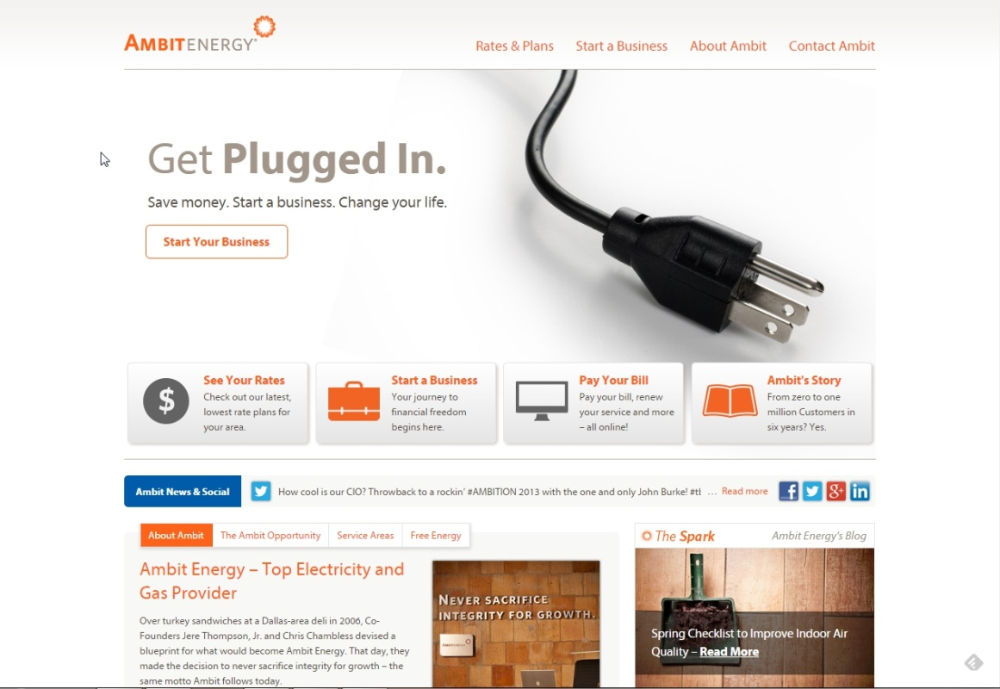 AMBITENERGY®
Rates & Plans
Start a Business
About Ambit
Contact Ambit
Get Plugged In.
Save money. Start a business. Change your life.
Start Your Business
See Your Rates
Check out our latest,
lowest rate plans for
your area.
Start a Business
Your journey to
financial freedom
begins here.
Pay Your Bill
Pay your bill, renew
your service and more
– all online!
Ambit's Story
From zero to one
million Customers in
six years? Yes.
Ambit News & Social
How cool is our CIO? Throwback to a rockin' #AMBITION 2013 with the one and only John Burke! #tb ... Read more
About Ambit
The Ambit Opportunity
Service Areas
Free Energy
Ambit Energy – Top Electricity and
Gas Provider
Over turkey sandwiches at a Dallas-area deli in 2006, Co-
Founders Jere Thompson, Jr. and Chris Chambless devised a
blueprint for what would become Ambit Energy. That day, they
made the decision to never sacrifice integrity for growth – the
same motto Ambit follows today.
NEVER SACRIFICE
INTEGRITY FOR GROWTH.
AMBITENERGY
The Spark
Ambit Energy's Blog
Spring Checklist to Improve Indoor Air
Quality – Read More